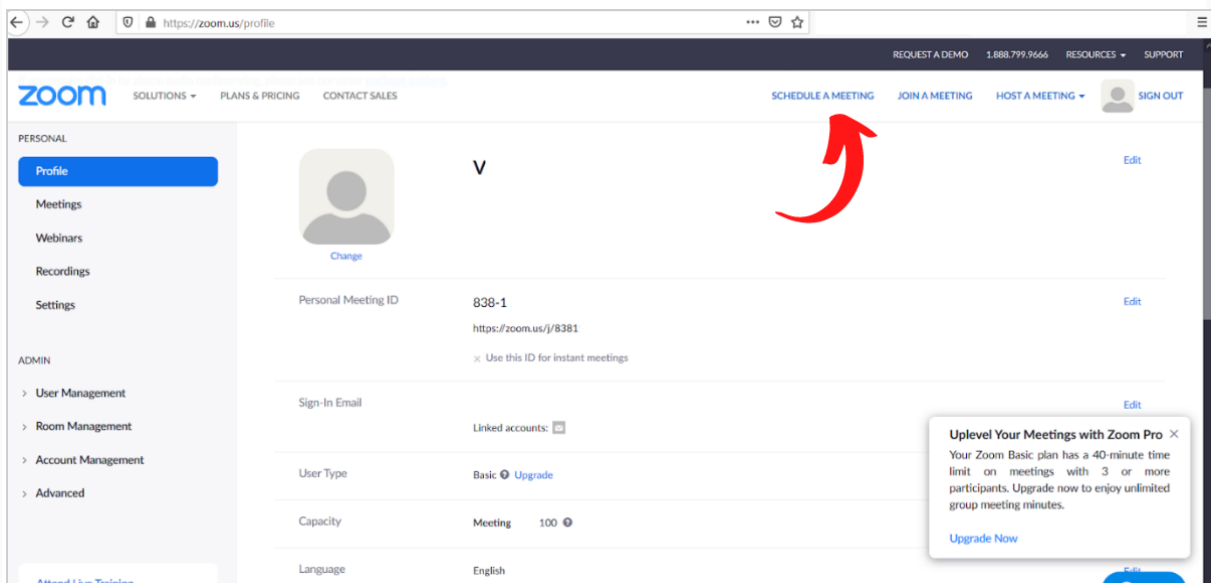 https://zoom.us/profile
REQUEST A DEMO 1.888.799.9666 RESOURCES SUPPORT
zoom SOLUTIONS PLANS & PRICING CONTACT SALES SCHEDULE A MEETING JOIN A MEETING HOST A MEETING SIGN OUT
PERSONAL
Profile
Meetings
Webinars
Recordings
Settings
ADMIN
User Management
Room Management
Account Management
Advanced
Attend Live Training
V
Edit
Change
Personal Meeting ID
838-1
Edit
https://zoom.us/j/8381
× Use this ID for instant meetings
Sign-In Email
Edit
Linked accounts:
User Type
Basic Upgrade
Capacity
Meeting 100
Language
English
Edit
Uplevel Your Meetings with Zoom Pro ×
Your Zoom Basic plan has a 40-minute time
limit on meetings with 3 or more
participants. Upgrade now to enjoy unlimited
group meeting minutes.
Upgrade Now